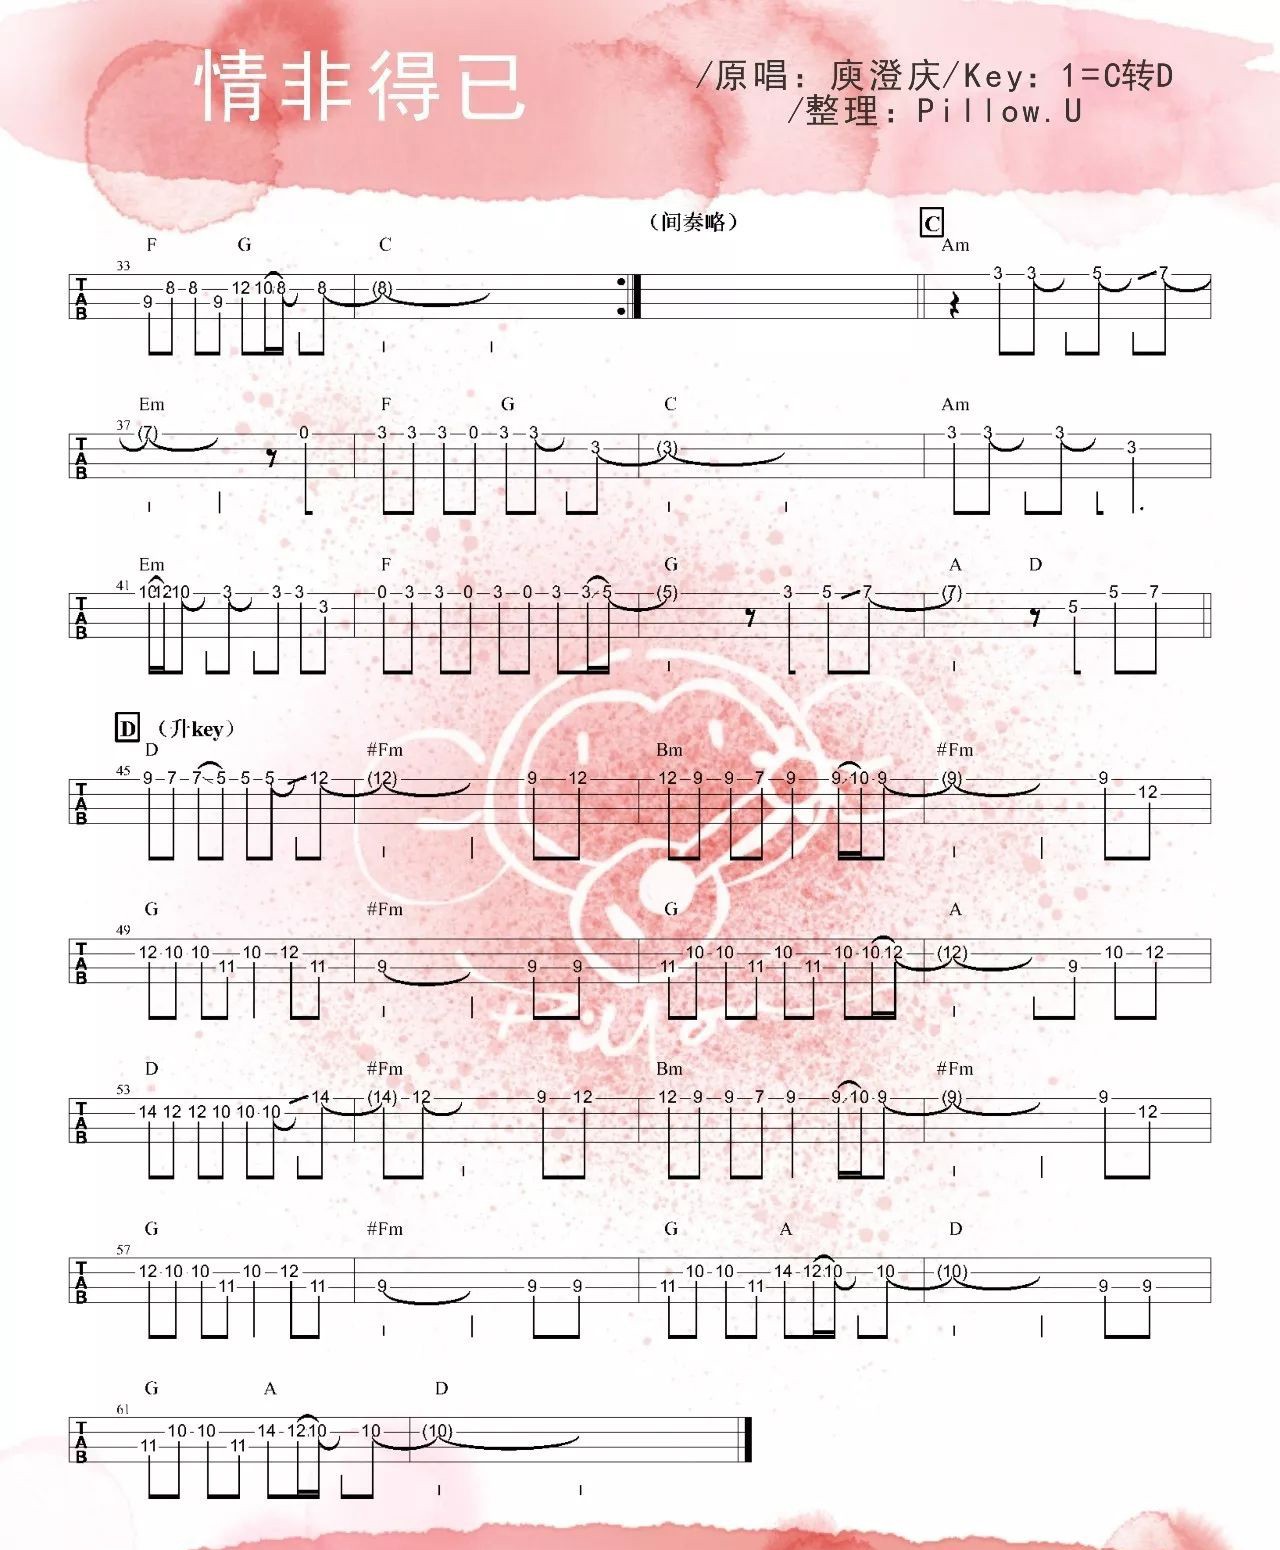 情非得已
/原唱：庾澄庆/Key：1=C转D
/整理：Pillow.U
（间奏略）
F G C C Am
33 TAB 9 8 8 9 12 10 8 8 (8) 3 3 5 7
Em F G C Am
37 TAB (7) 0 3 3 3 0 3 3 3 (3) 3 3 3 3
Em F G A D
41 TAB 10 12 10 3 3 3 3 0 3 3 0 3 0 3 3 5 (5) 3 5 7 (7) 5 5 7
D （升key）
D #Fm Bm #Fm
45 TAB 9 7 7 5 5 5 12 (12) 9 12 12 9 9 7 9 9 10 9 (9) 9 12
G #Fm G A
49 TAB 12 10 10 11 10 12 11 9 9 9 11 10 10 11 10 11 10 10 12 (12) 9 10 12
Pillow
D #Fm Bm #Fm
53 TAB 14 12 12 10 10 10 14 (14) 12 9 12 12 9 9 7 9 9 10 9 (9) 9 12
G #Fm G A D
57 TAB 12 10 10 11 10 12 11 9 9 9 11 10 10 11 14 12 10 10 (10) 9 9
G A D
61 TAB 11 10 10 11 14 12 10 10 (10)